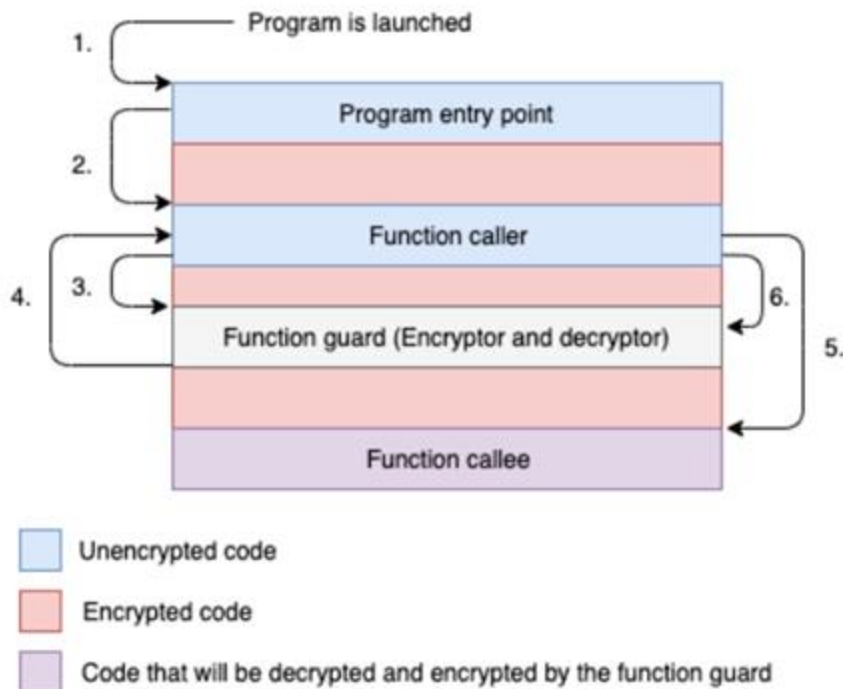 Program is launched
1.
Program entry point
2.
Function caller
3.
4.
6.
Function guard (Encryptor and decryptor)
5.
Function callee
Unencrypted code
Encrypted code
Code that will be decrypted and encrypted by the function guard